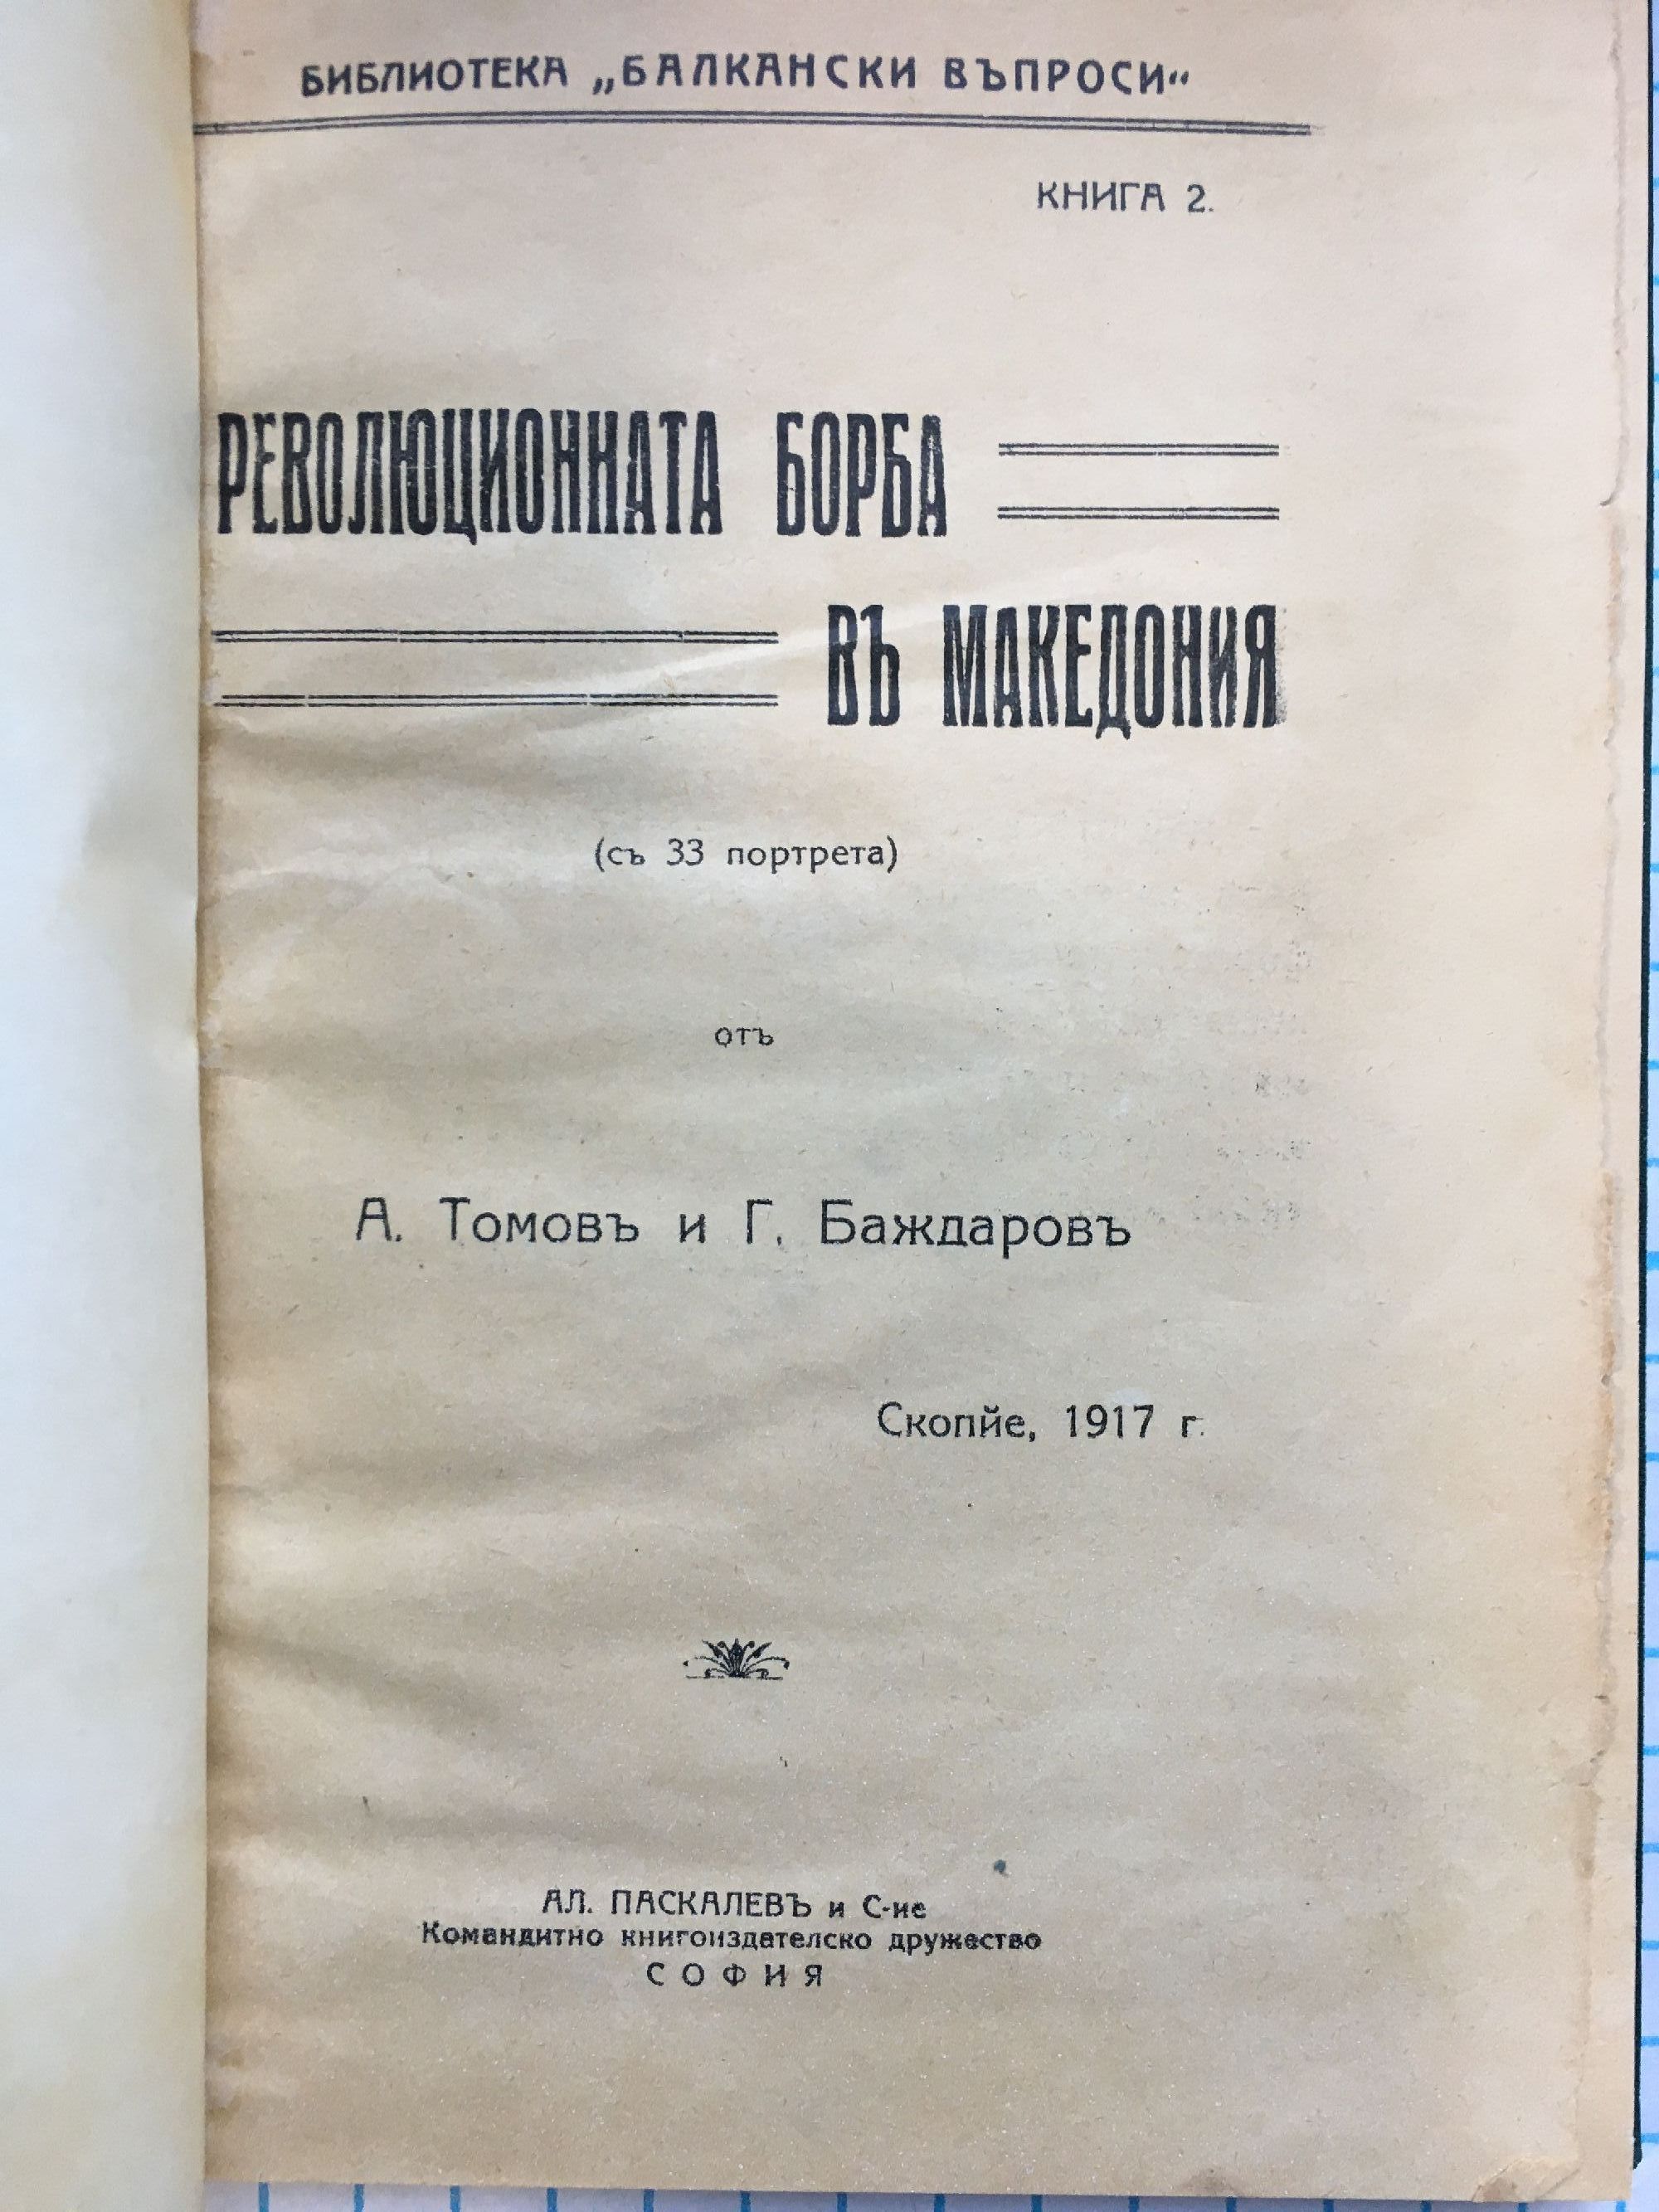 БИБЛИОТЕКА „БАЛКАНСКИ ВЪПРОСИ“
КНИГА 2.
РЕВОЛЮЦИОННАТА БОРБА
ВЪ МАКЕДОНИЯ
(съ 33 портрета)
отъ
А. Томовъ и Г. Баждаровъ
Скопйе, 1917 г.
АЛ. ПАСКАЛЕВЪ и С-ие
Командитно книгоиздателско дружество
СОФИЯ